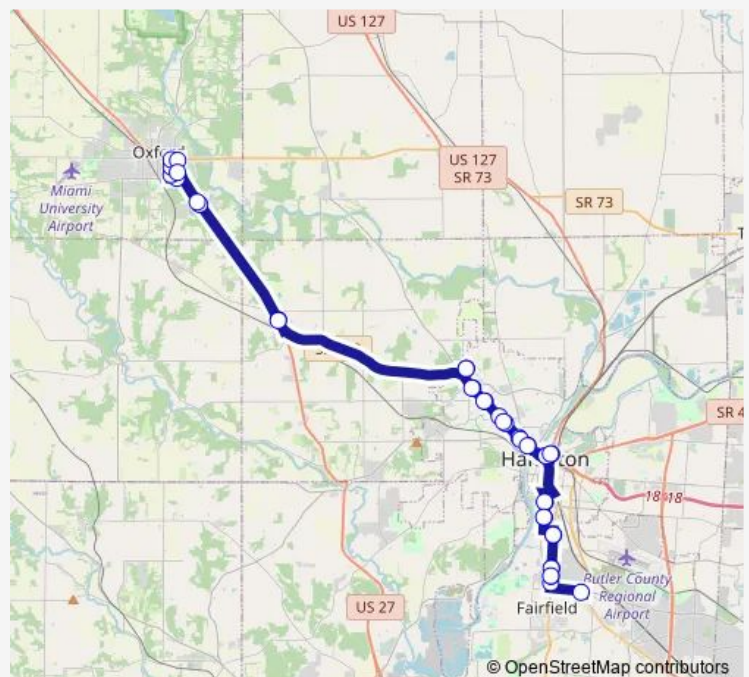 US 127
Oxford
US 127
SR 73
Miami
University
Airport
SR 73
SR 4
Hamilton
18
18
Butler County
Regional
Airport
US 27
Fairfield
© OpenStreetMap contributors